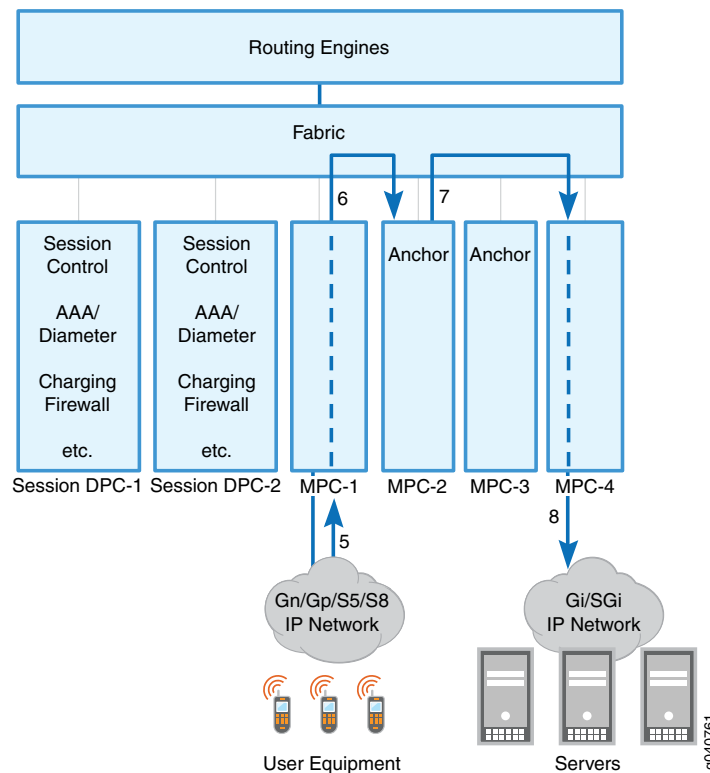 Routing Engines
Fabric
6
7
Session
Control
AAA/
Diameter
Charging
Firewall
etc.
Session
Control
AAA/
Diameter
Charging
Firewall
etc.
Anchor
Anchor
Session DPC-1
Session DPC-2
MPC-1
MPC-2
MPC-3
MPC-4
5
8
Gn/Gp/S5/S8
IP Network
Gi/SGi
IP Network
User Equipment
Servers
g040761